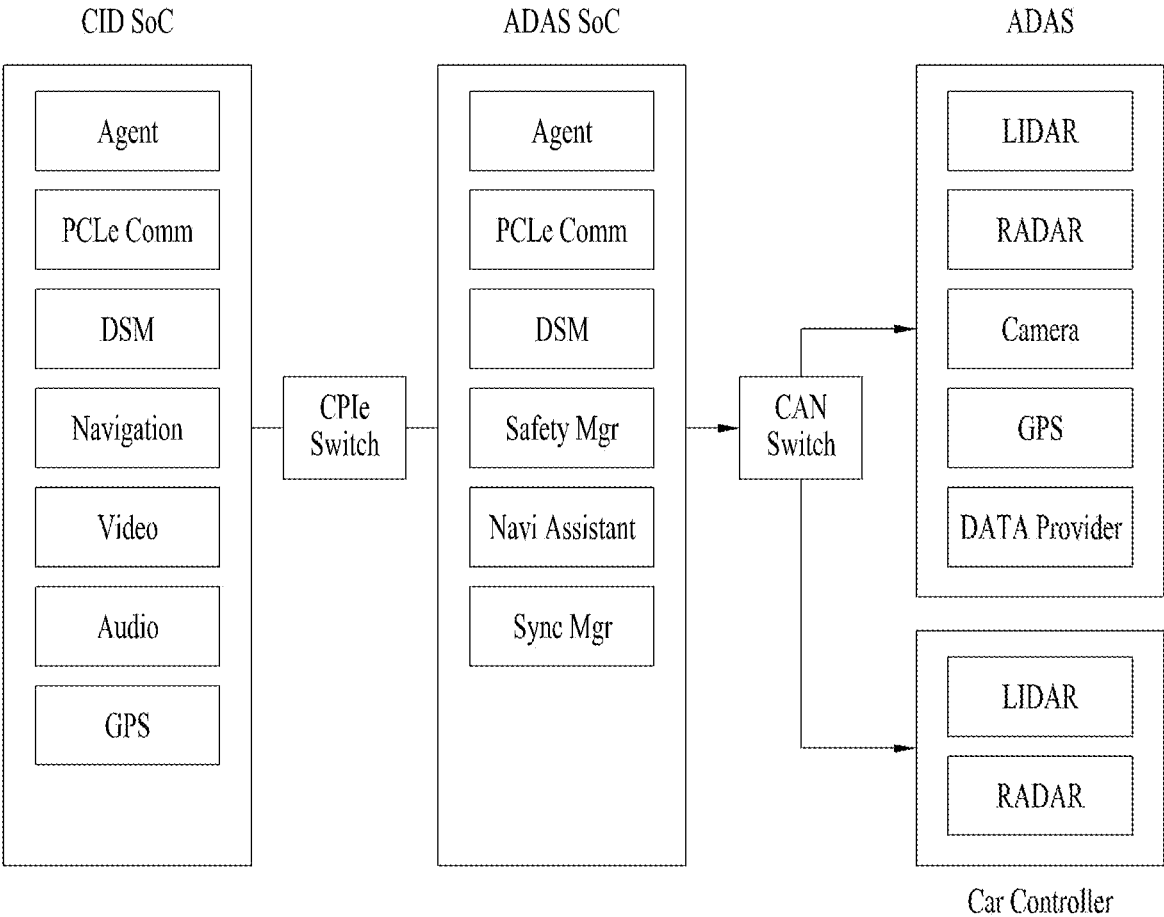 CID SoC
Agent
PCLe Comm
DSM
Navigation
Video
Audio
GPS
CPIe
Switch
ADAS SoC
Agent
PCLe Comm
DSM
Safety Mgr
Navi Assistant
Sync Mgr
CAN
Switch
ADAS
LIDAR
RADAR
Camera
GPS
DATA Provider
LIDAR
RADAR
Car Controller